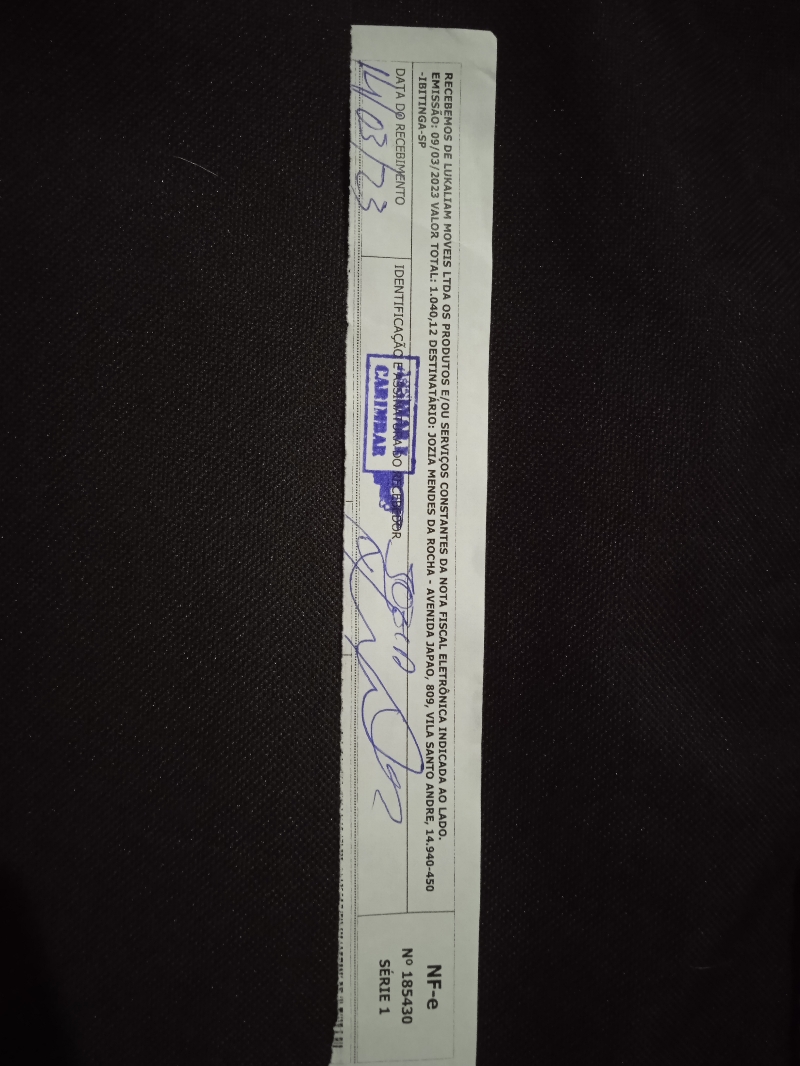 RECEBEMOS DE LUKALIAM MOVEIS LTDA OS PRODUTOS E/OU SERVIÇOS CONSTANTES DA NOTA FISCAL ELETRÔNICA INDICADA AO LADO.
EMISSÃO: 09/03/2023 VALOR TOTAL: 1.040,12 DESTINATÁRIO: JOZIA MENDES DA ROCHA - AVENIDA JAPAO, 809, VILA SANTO ANDRE, 14.940-450
-IBITINGA-SP
DATA DO RECEBIMENTO
14/03/23
IDENTIFICAÇÃO E ASSINATURA DO RECEBEDOR
CARIMBAR
NF-e
Nº 185430
SÉRIE 1